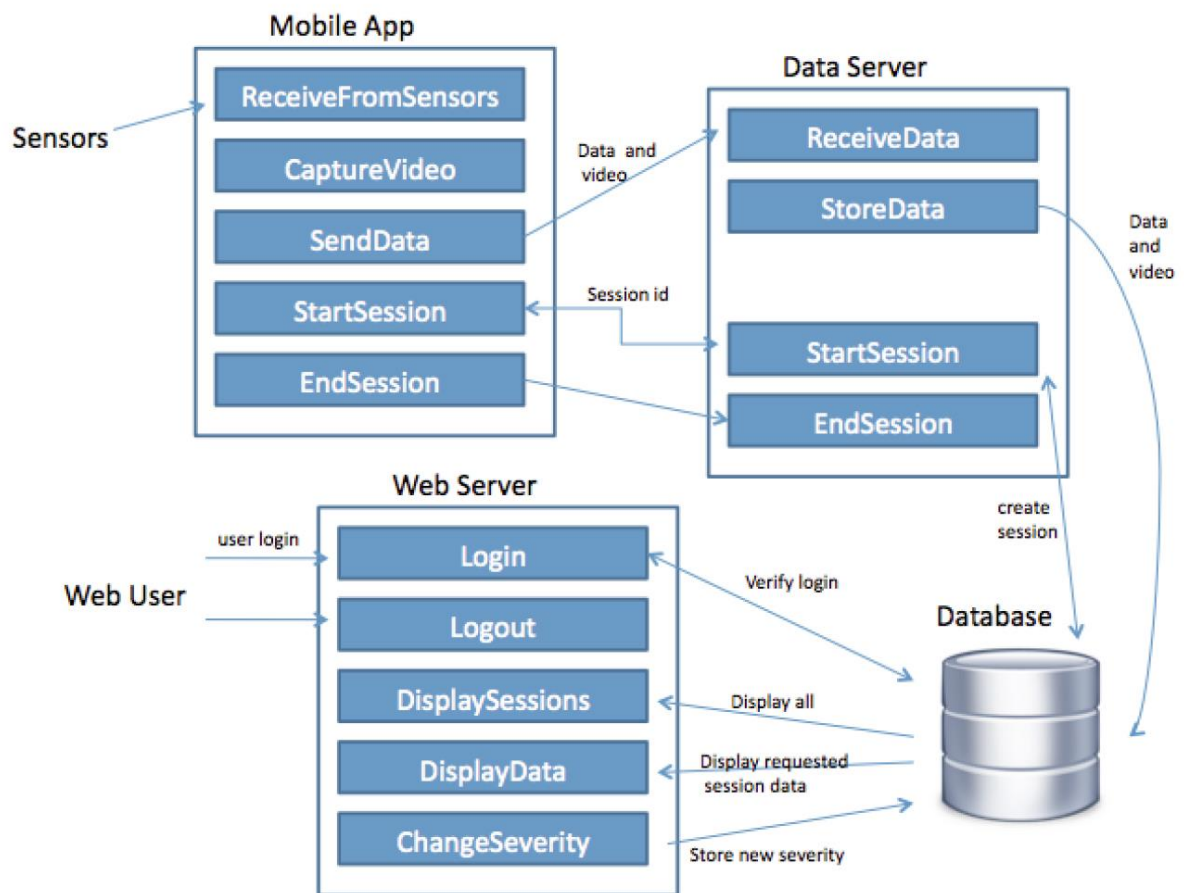 Mobile App
ReceiveFromSensors
CaptureVideo
SendData
StartSession
EndSession
Sensors
Data and
video
Session id
Data Server
ReceiveData
StoreData
StartSession
EndSession
Data
and
video
create
session
Web Server
Login
Logout
DisplaySessions
DisplayData
ChangeSeverity
user login
Web User
Verify login
Display all
Display requested
session data
Store new severity
Database